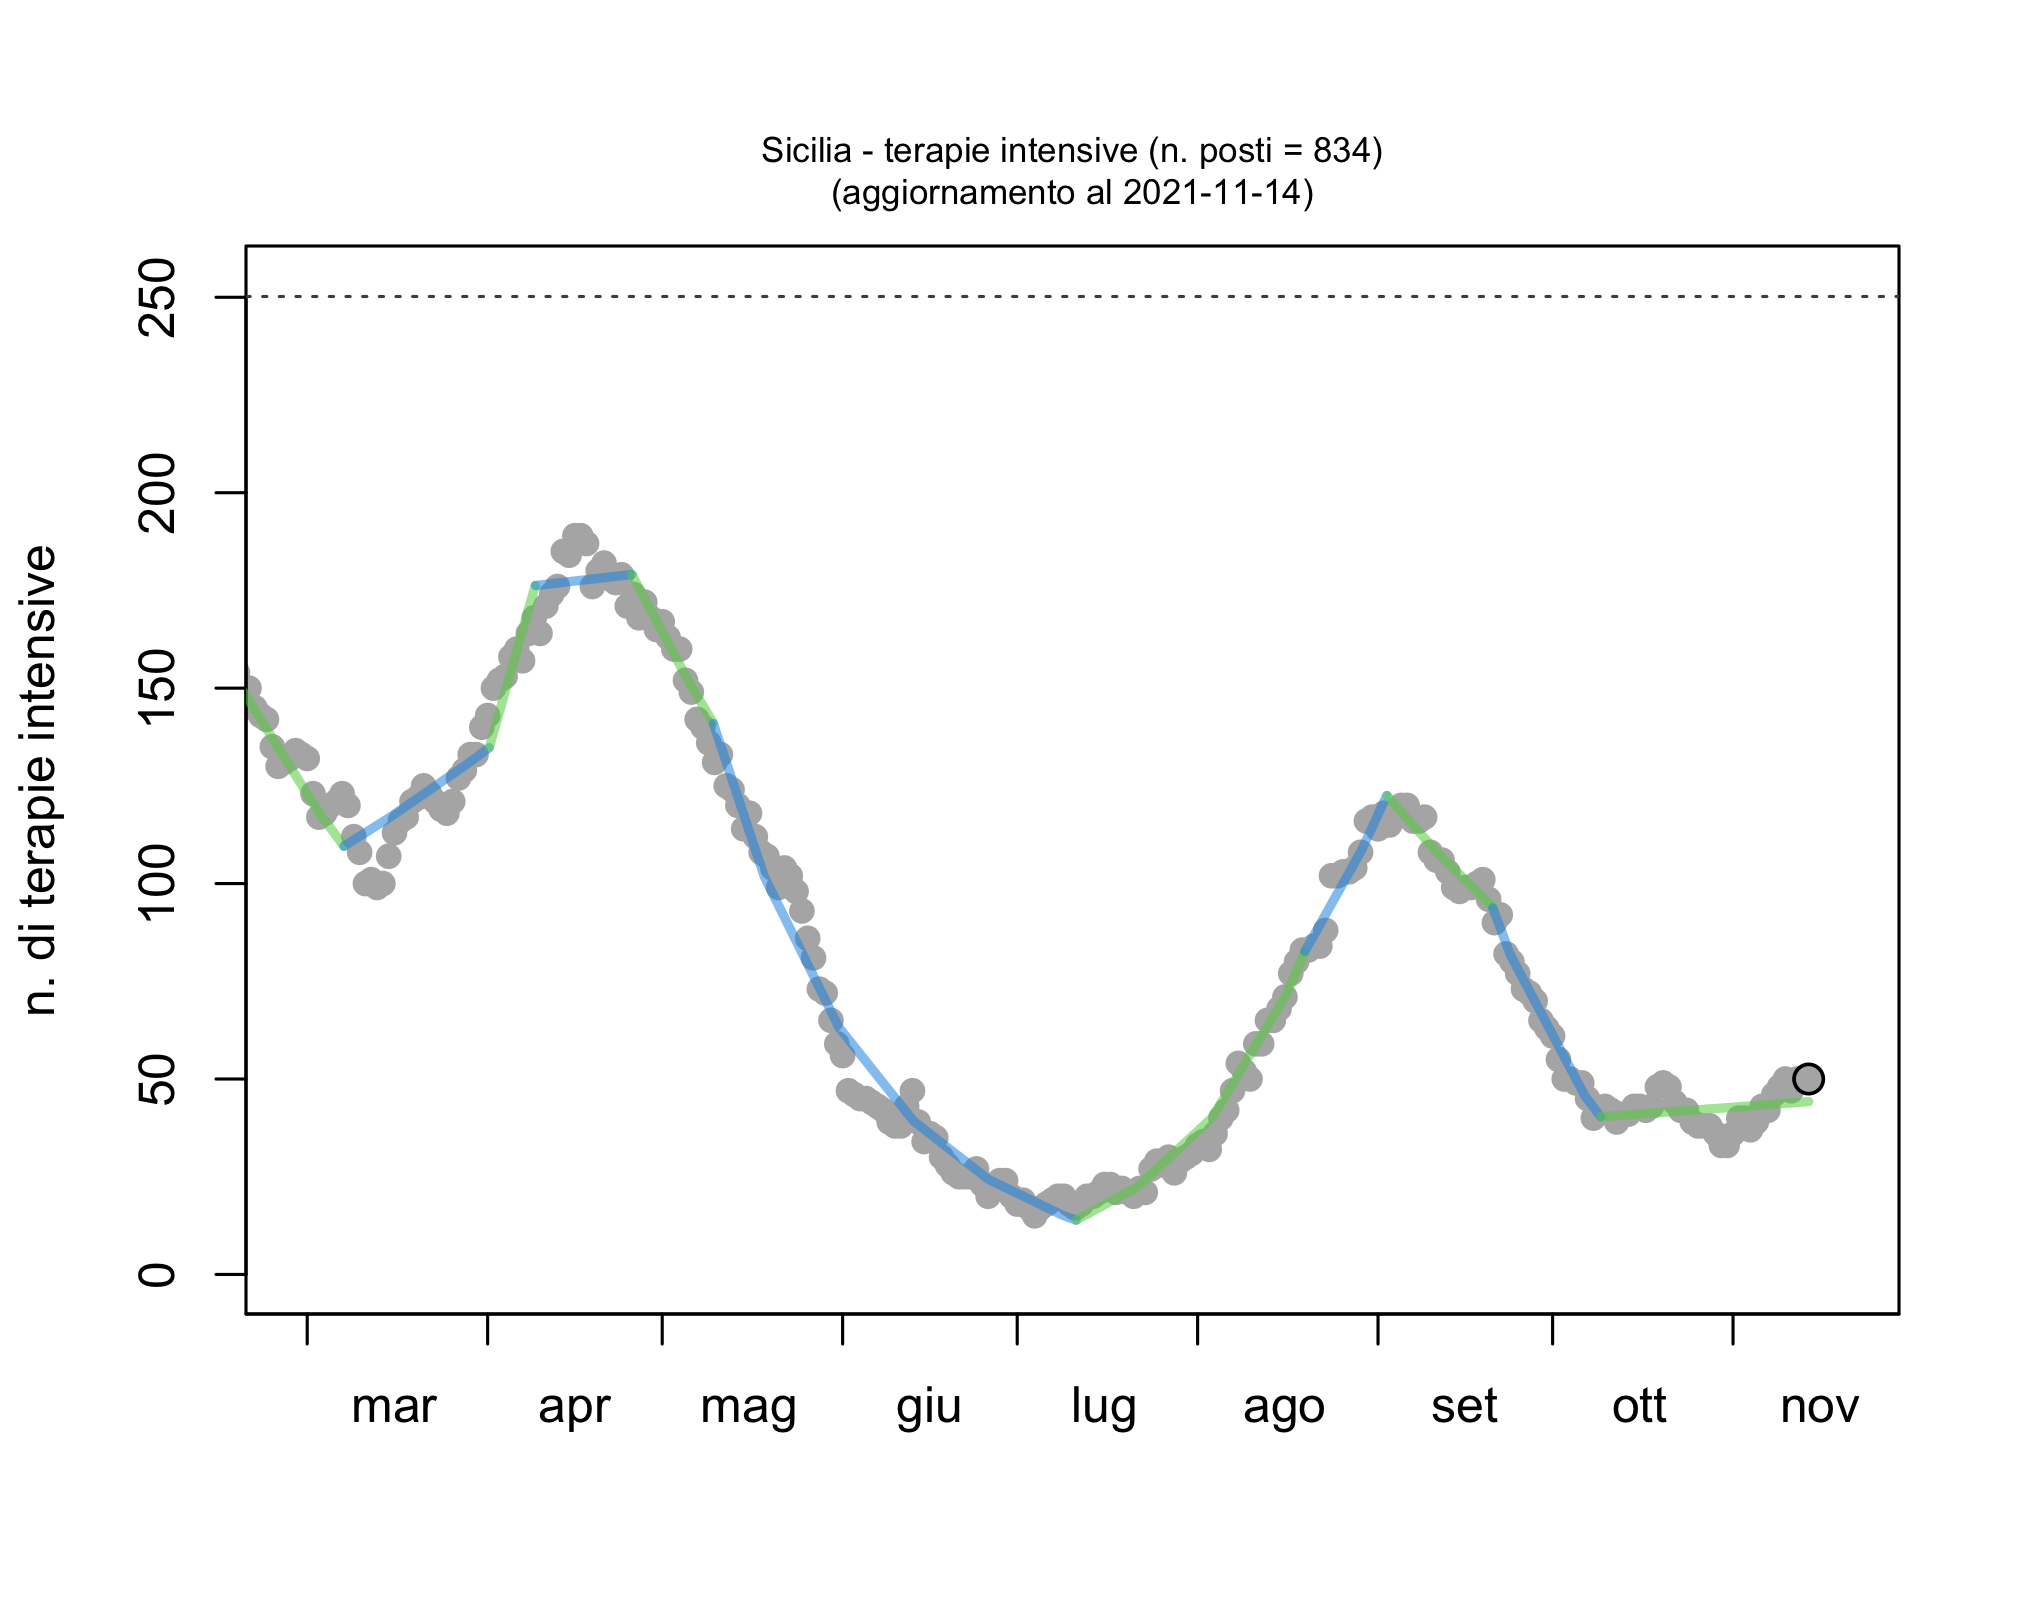 Sicilia - terapie intensive (n. posti = 834)
(aggiornamento al 2021-11-14)
n. di terapie intensive
250
200
150
100
50
0
mar apr mag giu lug ago set ott nov